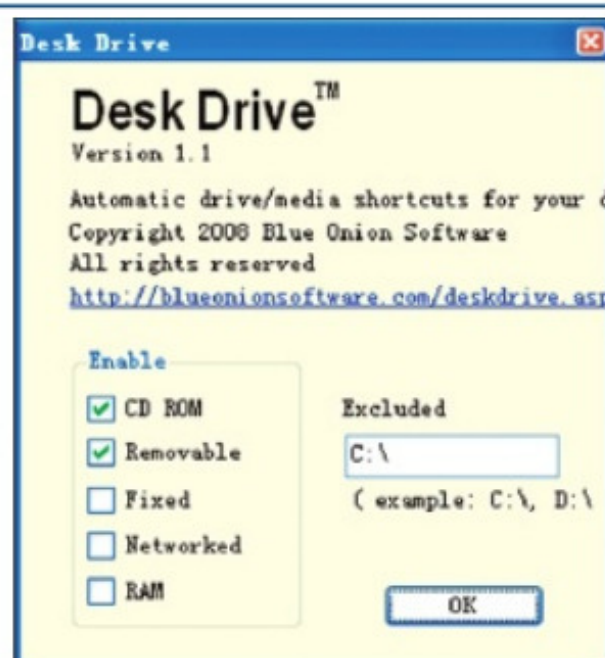 Desk Drive
Desk Drive™
Version 1.1
Automatic drive/media shortcuts for your
Copyright 2008 Blue Onion Software
All rights reserved
http://blueonionsoftware.com/deskdrive.asp
Enable
CD ROM
Removable
Fixed
Networked
RAM
Excluded
C:\
( example: C:\, D:\
OK